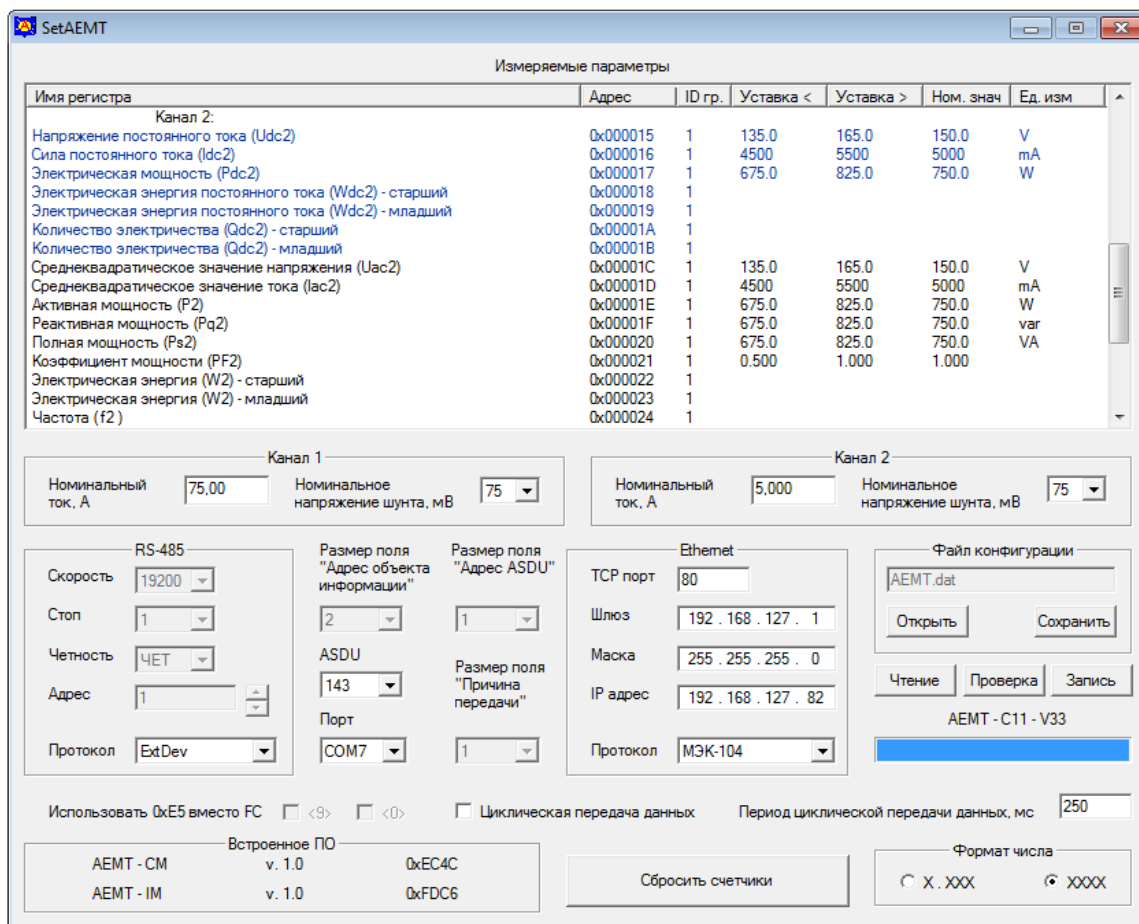 SetAEMT
Измеряемые параметры
Имя регистра Адрес ID гр. Уставка < Уставка > Ном. знач Ед. изм
Канал 2:
Напряжение постоянного тока (Udc2) 0x000015 1 135.0 165.0 150.0 V
Сила постоянного тока (Idc2) 0x000016 1 4500 5500 5000 mA
Электрическая мощность (Pdc2) 0x000017 1 675.0 825.0 750.0 W
Электрическая энергия постоянного тока (Wdc2) - старший 0x000018 1
Электрическая энергия постоянного тока (Wdc2) - младший 0x000019 1
Количество электричества (Qdc2) - старший 0x00001A 1
Количество электричества (Qdc2) - младший 0x00001B 1
Среднеквадратическое значение напряжения (Uac2) 0x00001C 1 135.0 165.0 150.0 V
Среднеквадратическое значение тока (Iac2) 0x00001D 1 4500 5500 5000 mA
Активная мощность (P2) 0x00001E 1 675.0 825.0 750.0 W
Реактивная мощность (Pq2) 0x00001F 1 675.0 825.0 750.0 var
Полная мощность (Ps2) 0x000020 1 675.0 825.0 750.0 VA
Коэффициент мощности (PF2) 0x000021 1 0.500 1.000 1.000
Электрическая энергия (W2) - старший 0x000022 1
Электрическая энергия (W2) - младший 0x000023 1
Частота (f2 ) 0x000024 1
Канал 1
Номинальный ток, А 75,00 Номинальное напряжение шунта, мВ 75
Канал 2
Номинальный ток, А 5,000 Номинальное напряжение шунта, мВ 75
RS-485
Скорость 19200
Стоп 1
Четность ЧЕТ
Адрес 1
Протокол ExtDev
Размер поля
"Адрес объекта
информации"
2
ASDU
143
Порт
COM7
Размер поля
"Адрес ASDU"
1
Размер поля
"Причина
передачи"
1
Ethernet
TCP порт 80
Шлюз 192 . 168 . 127 . 1
Маска 255 . 255 . 255 . 0
IP адрес 192 . 168 . 127 . 82
Протокол МЭК-104
Файл конфигурации
AEMT.dat
Открыть Сохранить
Чтение Проверка Запись
AEMT - C11 - V33
Использовать 0xE5 вместо FC <9> <0> Циклическая передача данных Период циклической передачи данных, мс 250
Встроенное ПО
AEMT - CM v. 1.0 0xEC4C
AEMT - IM v. 1.0 0xFDC6
Сбросить счетчики
Формат числа
X . XXX XXXX